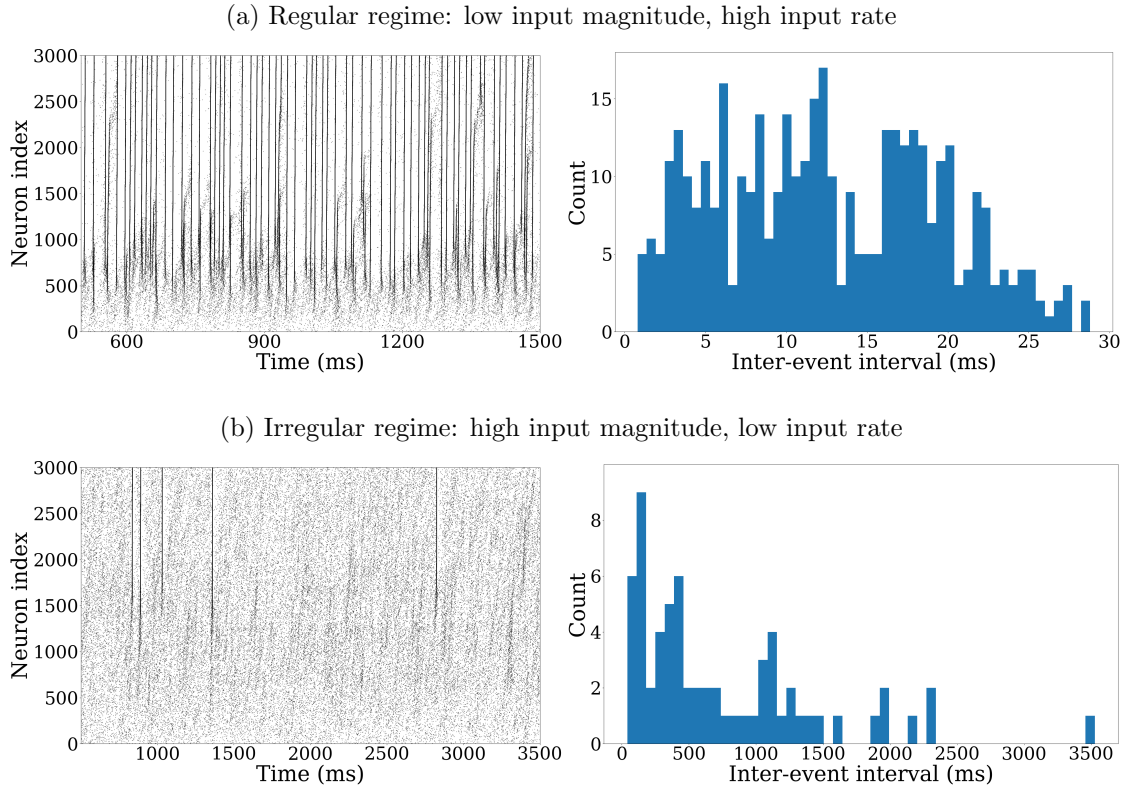 (a) Regular regime: low input magnitude, high input rate
3000
2500
2000
1500
1000
500
0
Neuron index
600 900 1200 1500
Time (ms)
15
10
5
0
Count
0 5 10 15 20 25 30
Inter-event interval (ms)
(b) Irregular regime: high input magnitude, low input rate
3000
2500
2000
1500
1000
500
0
Neuron index
1000 1500 2000 2500 3000 3500
Time (ms)
8
6
4
2
0
Count
0 500 1000 1500 2000 2500 3000 3500
Inter-event interval (ms)